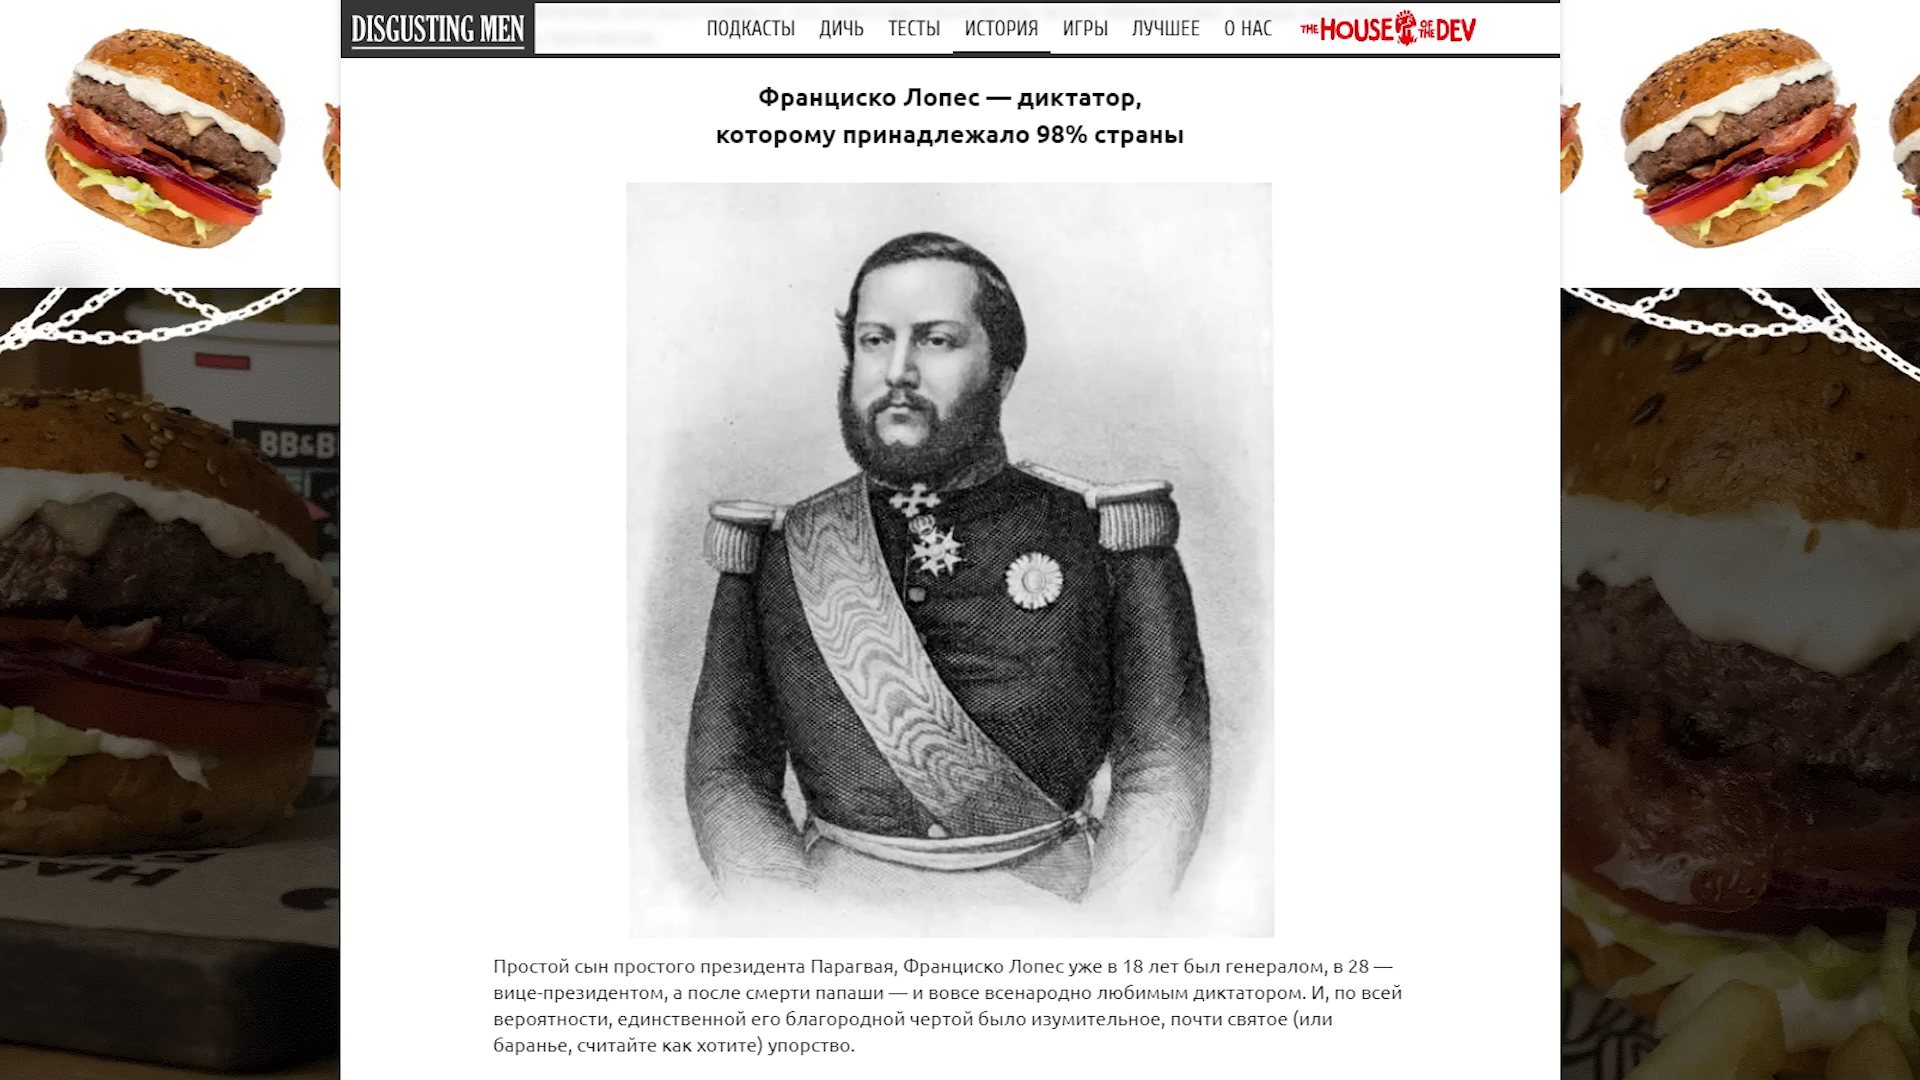 DISGUSTING MEN
ПОДКАСТЫ ДИЧЬ ТЕСТЫ ИСТОРИЯ ИГРЫ ЛУЧШЕЕ О НАС
THE HOUSE OF THE DEV
Франциско Лопес — диктатор,
которому принадлежало 98% страны
BB&B
Простой сын простого президента Парагвая, Франциско Лопес уже в 18 лет был генералом, в 28 —
вице-президентом, а после смерти папаши — и вовсе всенародно любимым диктатором. И, по всей
вероятности, единственной его благородной чертой было изумительное, почти святое (или
баранье, считайте как хотите) упорство.